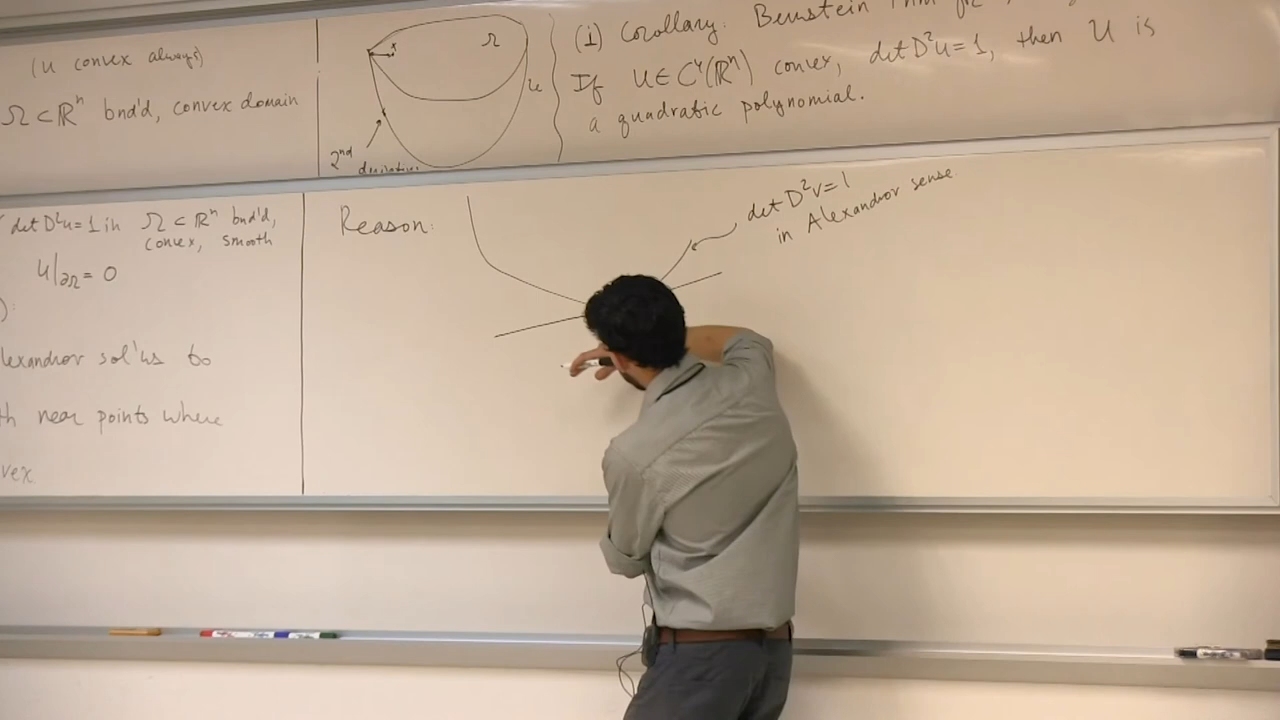 (u convex always)
Ω ⊂ ℝⁿ bnd'd, convex domain
x
Ω
u
2nd
derivatives
(1) Corollary: Bernstein Thm for
If u ∈ C⁴(ℝⁿ) convex, det D²u = 1, then u is
a quadratic polynomial.
det D²u = 1 in Ω ⊂ ℝⁿ bnd'd,
convex, smooth
u|∂Ω = 0
):
lexandrov sol'ns to
th near points where
vex
Reason:
det D²v = 1
in Alexandrov sense